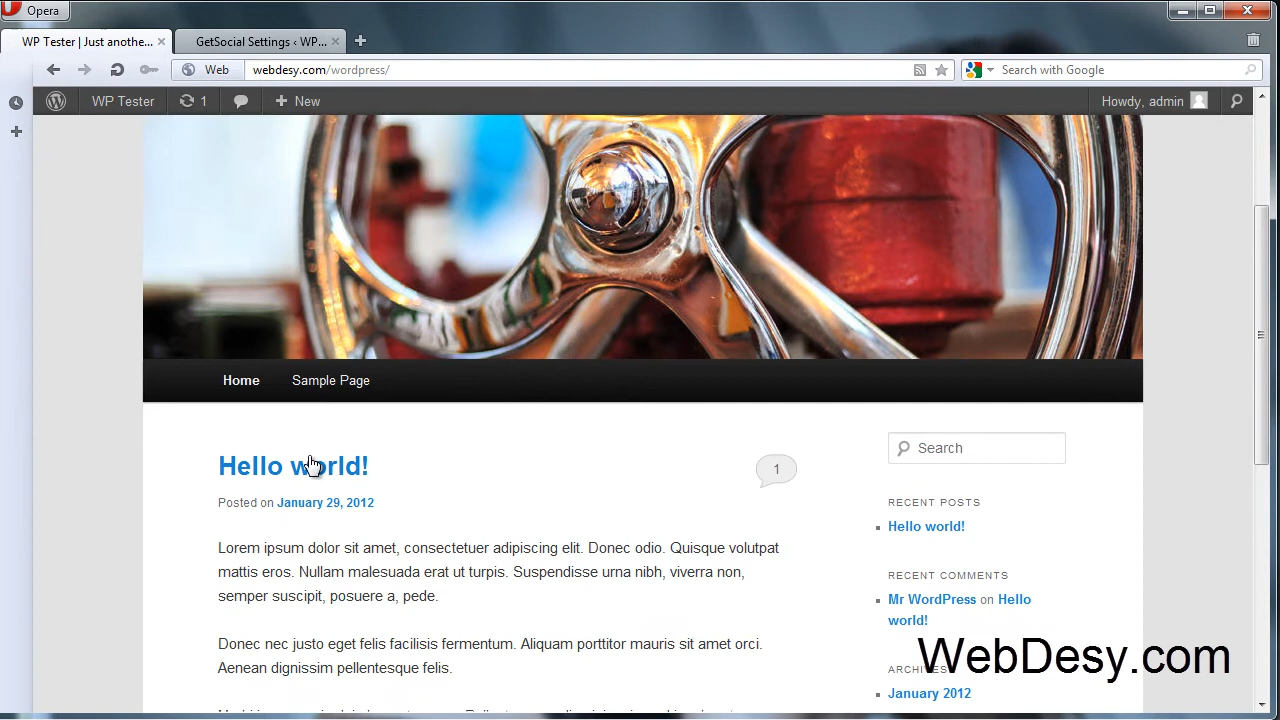 Opera
WP Tester | Just anothe...
GetSocial Settings ‹ WP...
Web
webdesy.com/wordpress/
Search with Google
WP Tester
1
New
Howdy, admin
Home
Sample Page
Hello world!
1
Posted on January 29, 2012
Lorem ipsum dolor sit amet, consectetuer adipiscing elit. Donec odio. Quisque volutpat
mattis eros. Nullam malesuada erat ut turpis. Suspendisse urna nibh, viverra non,
semper suscipit, posuere a, pede.
Donec nec justo eget felis facilisis fermentum. Aliquam porttitor mauris sit amet orci.
Aenean dignissim pellentesque felis.
Search
RECENT POSTS
Hello world!
RECENT COMMENTS
Mr WordPress on Hello
world!
ARCHIVES
January 2012
WebDesy.com